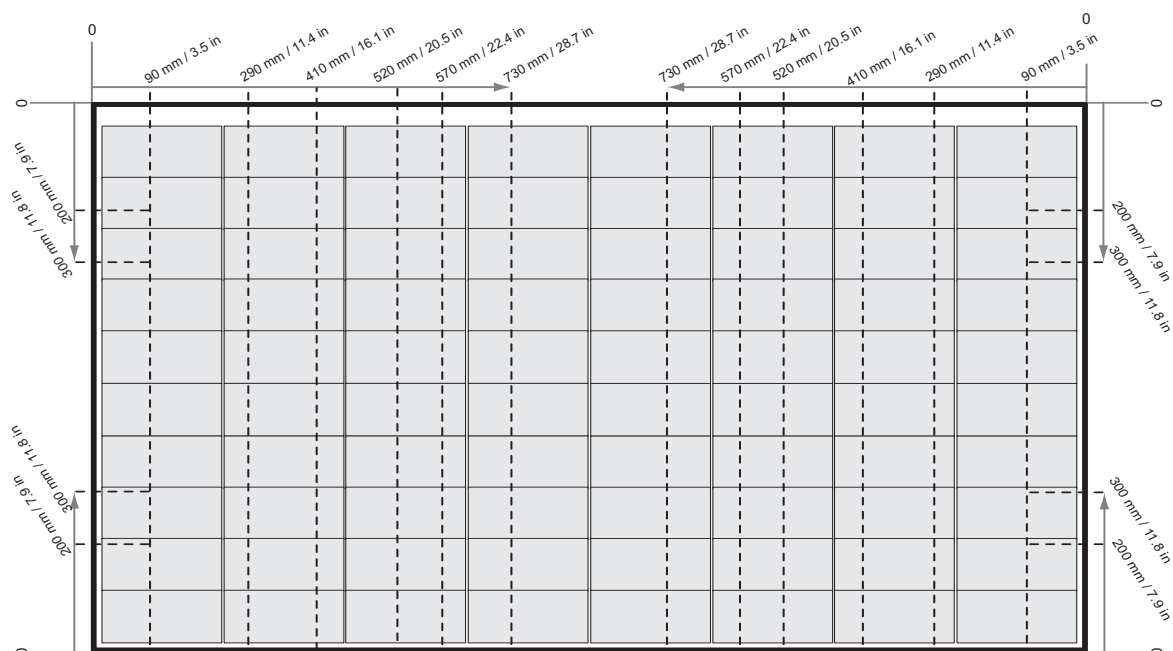 0
0
90 mm / 3.5 in
290 mm / 11.4 in
410 mm / 16.1 in
520 mm / 20.5 in
570 mm / 22.4 in
730 mm / 28.7 in
730 mm / 28.7 in
570 mm / 22.4 in
520 mm / 20.5 in
410 mm / 16.1 in
290 mm / 11.4 in
90 mm / 3.5 in
0
0
200 mm / 7.9 in
300 mm / 11.8 in
200 mm / 7.9 in
300 mm / 11.8 in
300 mm / 11.8 in
200 mm / 7.9 in
300 mm / 11.8 in
200 mm / 7.9 in
0
0